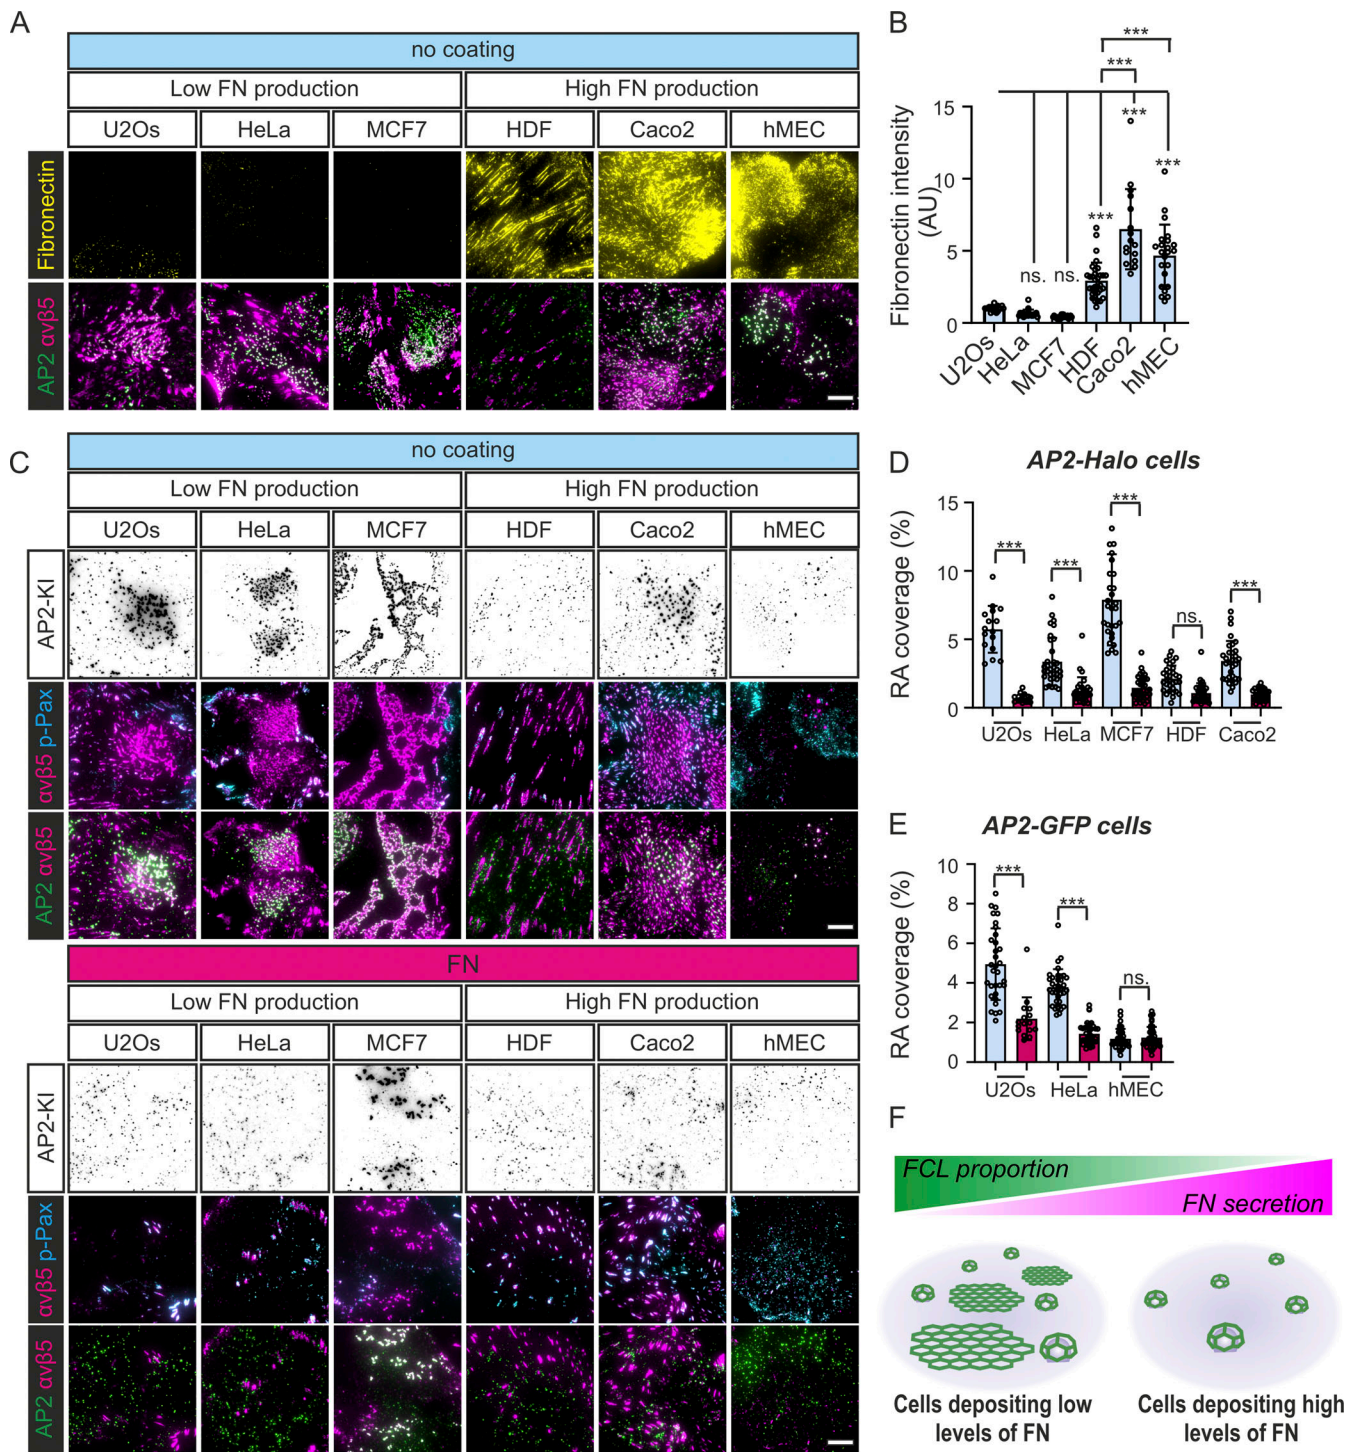 A
no coating
Low FN production
High FN production
U2Os
HeLa
MCF7
HDF
Caco2
hMEC
Fibronectin
AP2 αvβ5
B
***
***
***
***
***
ns.
ns.
Fibronectin intensity
(AU)
15
10
5
0
U2Os
HeLa
MCF7
HDF
Caco2
hMEC
C
no coating
Low FN production
High FN production
U2Os
HeLa
MCF7
HDF
Caco2
hMEC
AP2-KI
αvβ5 p-Pax
AP2 αvβ5
FN
Low FN production
High FN production
U2Os
HeLa
MCF7
HDF
Caco2
hMEC
AP2-KI
αvβ5 p-Pax
AP2 αvβ5
D
AP2-Halo cells
RA coverage (%)
15
10
5
0
***
***
***
ns.
***
U2Os
HeLa
MCF7
HDF
Caco2
E
AP2-GFP cells
RA coverage (%)
10
8
6
4
2
0
***
***
ns.
U2Os
HeLa
hMEC
F
FCL proportion
FN secretion
Cells depositing low
levels of FN
Cells depositing high
levels of FN